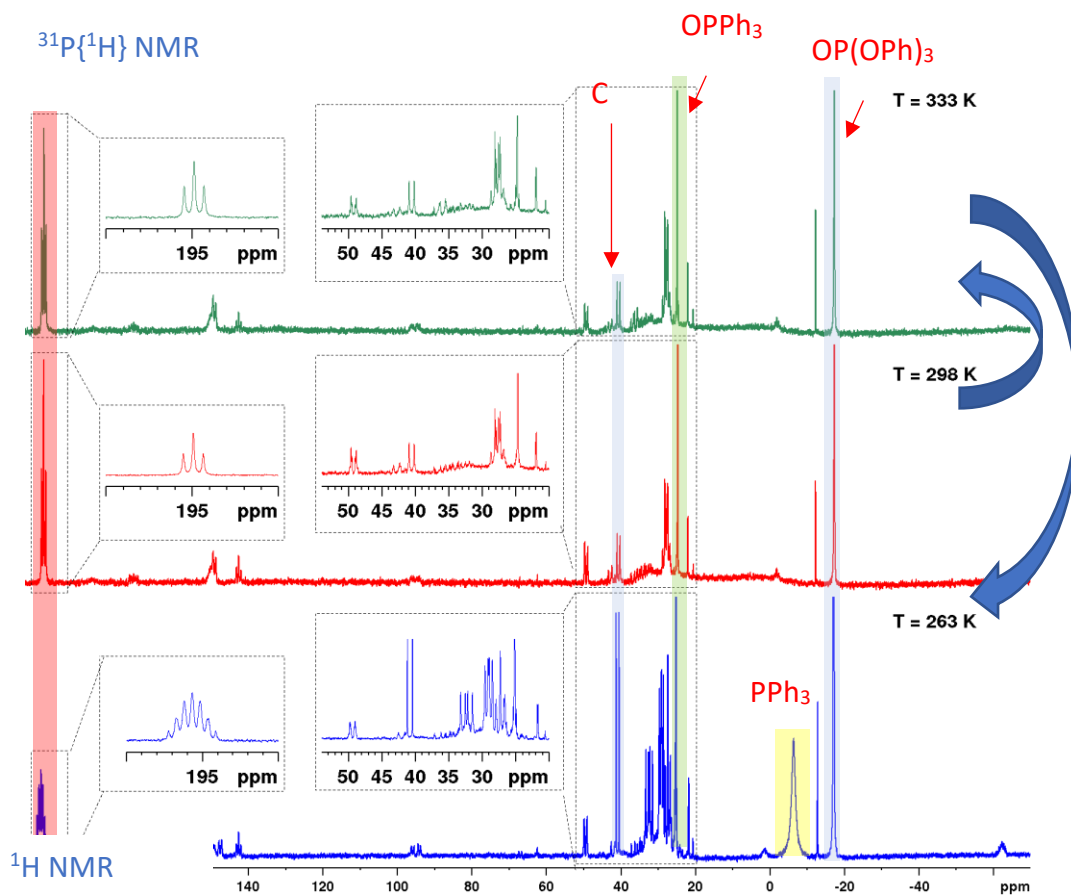 ³¹P{¹H} NMR
OPPh₃
OP(OPh)₃
C
T = 333 K
195 ppm
50 45 40 35 30 ppm
T = 298 K
195 ppm
50 45 40 35 30 ppm
T = 263 K
195 ppm
50 45 40 35 30 ppm
PPh₃
¹H NMR
140 120 100 80 60 40 20 0 -20 -40 ppm